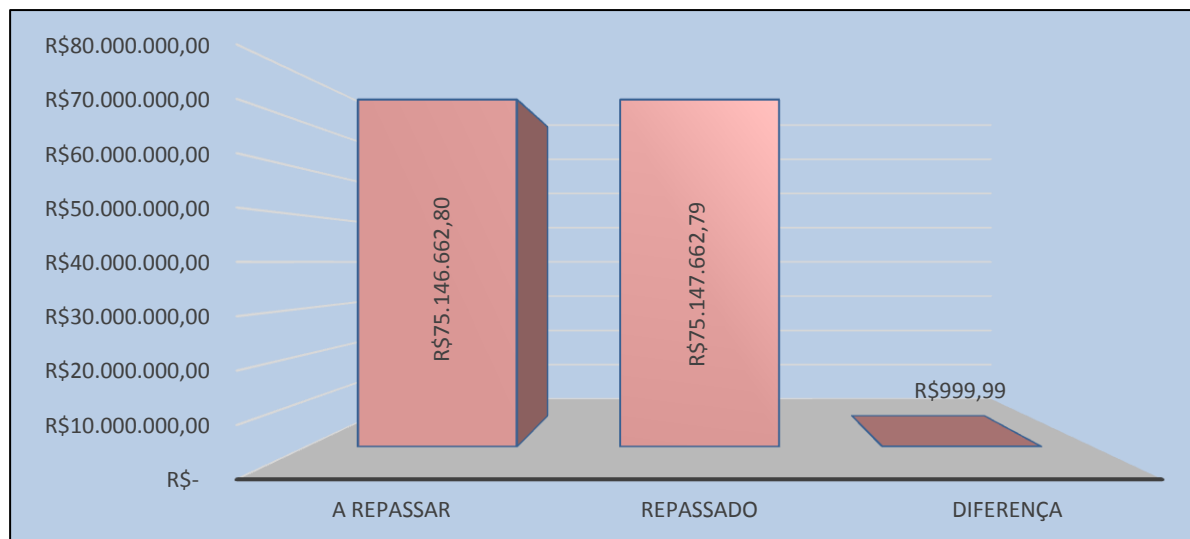 R$80.000.000,00
R$70.000.000,00
R$60.000.000,00
R$50.000.000,00
R$40.000.000,00
R$30.000.000,00
R$20.000.000,00
R$10.000.000,00
R$-
R$75.146.662,80
R$75.147.662,79
R$999,99
A REPASSAR
REPASSADO
DIFERENÇA